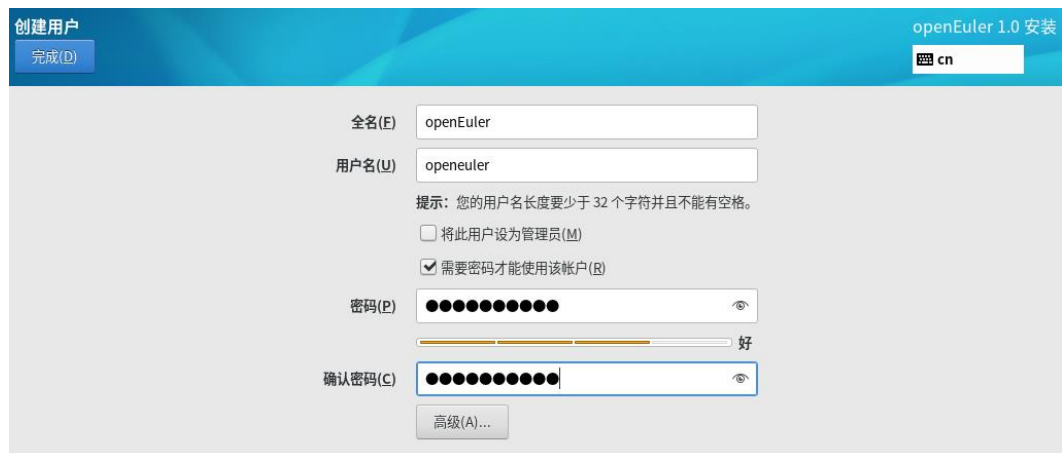 创建用户
openEuler 1.0 安装
完成(D)
cn
全名(F)
openEuler
用户名(U)
openeuler
提示：您的用户名长度要少于 32 个字符并且不能有空格。
将此用户设为管理员(M)
需要密码才能使用该帐户(R)
密码(P)
●●●●●●●●●●
好
确认密码(C)
●●●●●●●●●●
高级(A)...